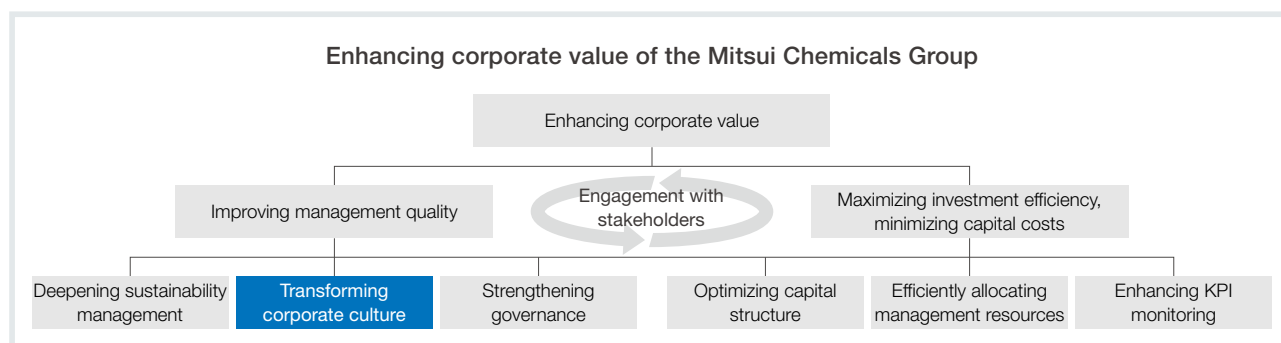 Enhancing corporate value of the Mitsui Chemicals Group
Enhancing corporate value
Improving management quality
Engagement with
stakeholders
Maximizing investment efficiency,
minimizing capital costs
Deepening sustainability
management
Transforming
corporate culture
Strengthening
governance
Optimizing capital
structure
Efficiently allocating
management resources
Enhancing KPI
monitoring